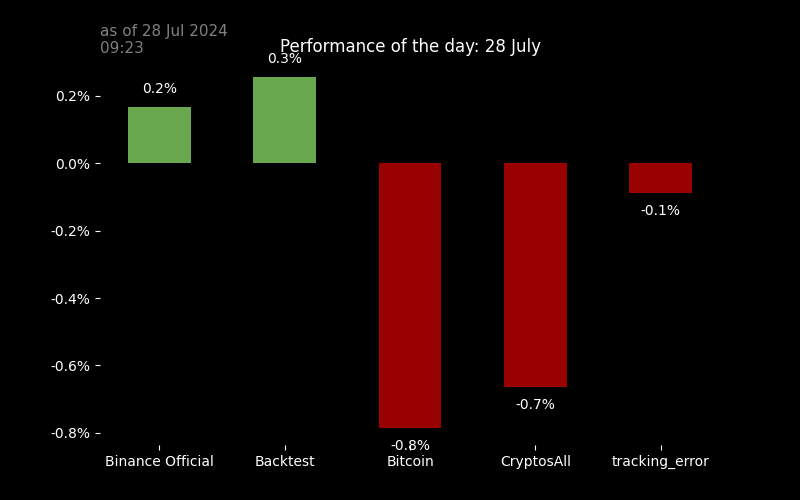 as of 28 Jul 2024
09:23
Performance of the day: 28 July
0.2%
0.3%
-0.8%
-0.7%
-0.1%
0.2%
0.0%
-0.2%
-0.4%
-0.6%
-0.8%
Binance Official
Backtest
Bitcoin
CryptosAll
tracking_error